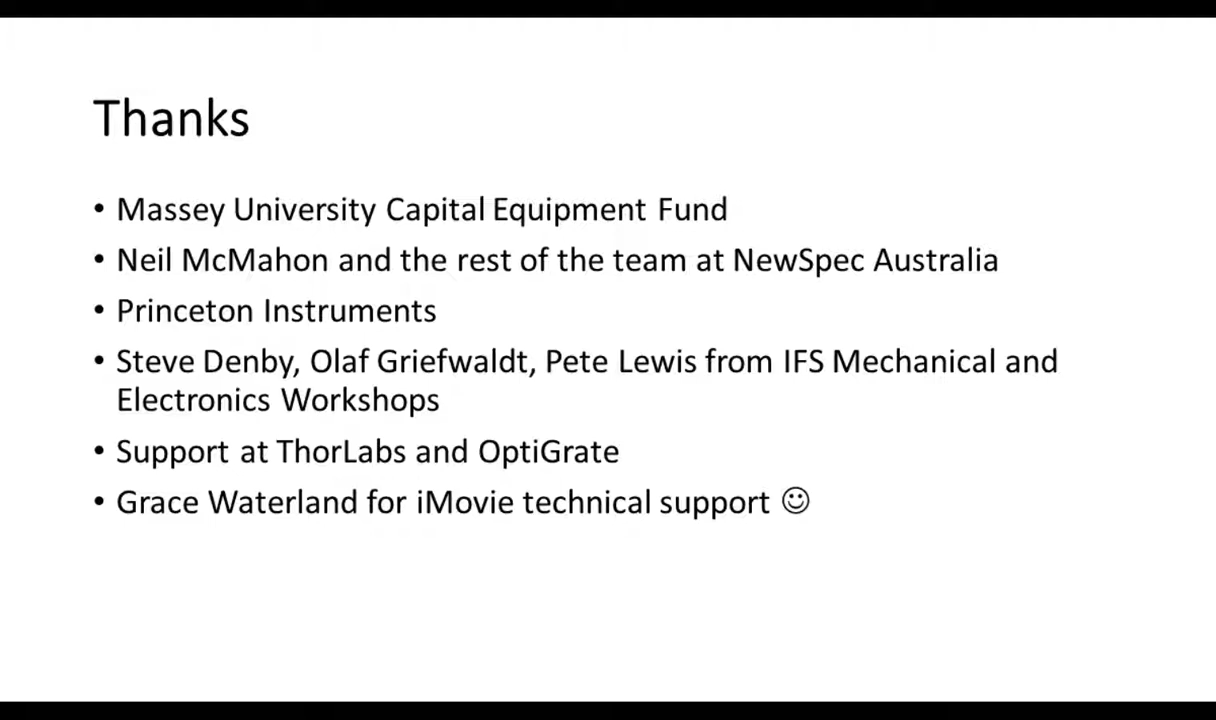 Thanks
• Massey University Capital Equipment Fund
• Neil McMahon and the rest of the team at NewSpec Australia
• Princeton Instruments
• Steve Denby, Olaf Griefwaldt, Pete Lewis from IFS Mechanical and
Electronics Workshops
• Support at ThorLabs and OptiGrate
• Grace Waterland for iMovie technical support ☺